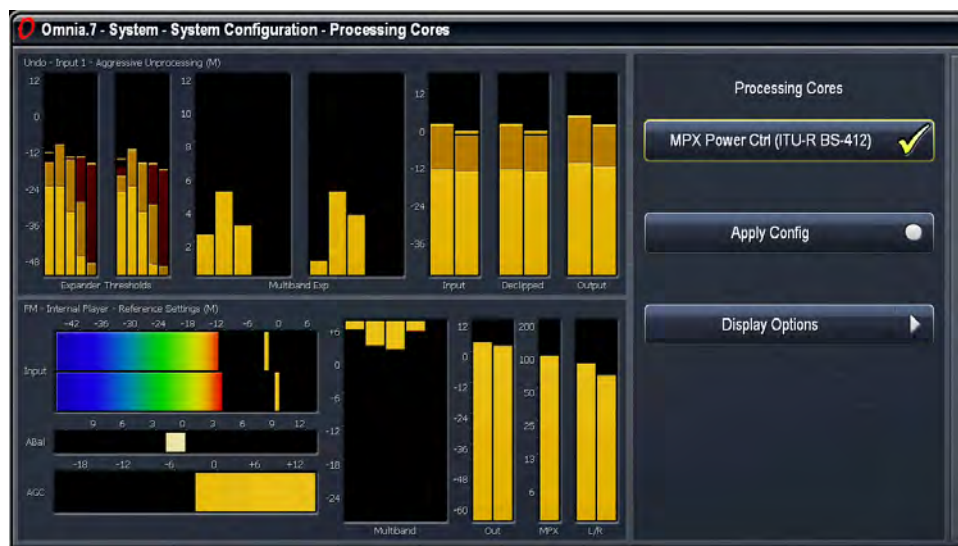 Omnia.7 - System - System Configuration - Processing Cores
Undo - Input 1 - Aggressive Unprocessing (M)
12
0
-12
-24
-36
-48
Expander Thresholds
12
10
8
6
4
2
Multiband Exp
12
0
-12
-24
-36
Input
Declipped
Output
FM - Internal Player - Reference Settings (M)
-42 -36 -30 -24 -18 -12 -6 0 6
Input
9 6 3 0 3 6 9 12
ABal
-18 -12 -6 0 +6 +12
AGC
+6
0
-6
-12
-18
-24
Multiband
12
0
-12
-24
-36
-48
-60
Out
200
100
50
25
13
6
MPX
L/R
Processing Cores
MPX Power Ctrl (ITU-R BS-412)
Apply Config
Display Options